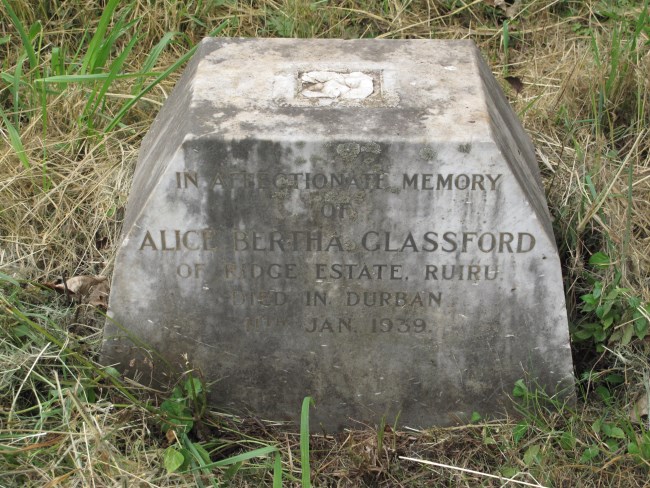 IN AFFECTIONATE MEMORY
OF
ALICE BERTHA GLASSFORD
OF RIDGE ESTATE, RUIRU
DIED IN DURBAN
JAN. 1939.